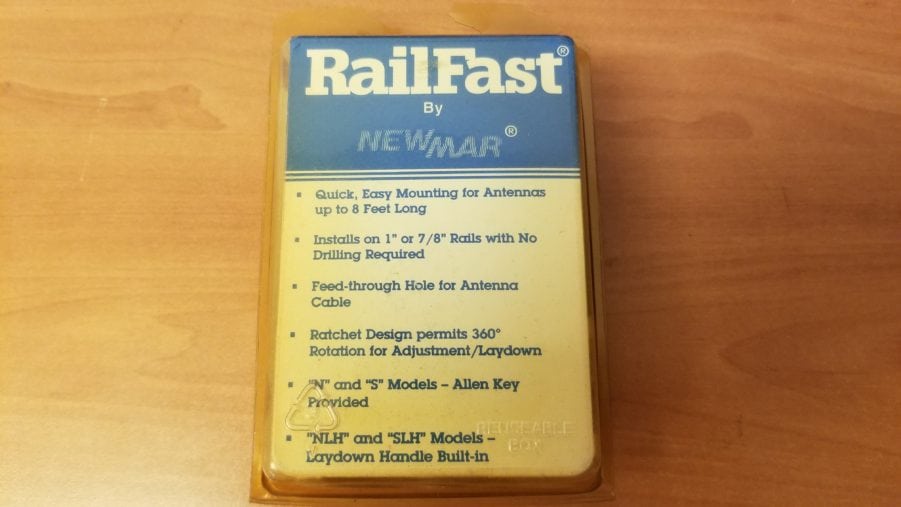 RailFast®
By
NEWMAR®
▪ Quick, Easy Mounting for Antennas
up to 8 Feet Long
▪ Installs on 1" or 7/8" Rails with No
Drilling Required
▪ Feed-through Hole for Antenna
Cable
▪ Ratchet Design permits 360°
Rotation for Adjustment/Laydown
▪ "N" and "S" Models – Allen Key
Provided
▪ "NLH" and "SLH" Models –
Laydown Handle Built-in
REUSEABLE
BOX